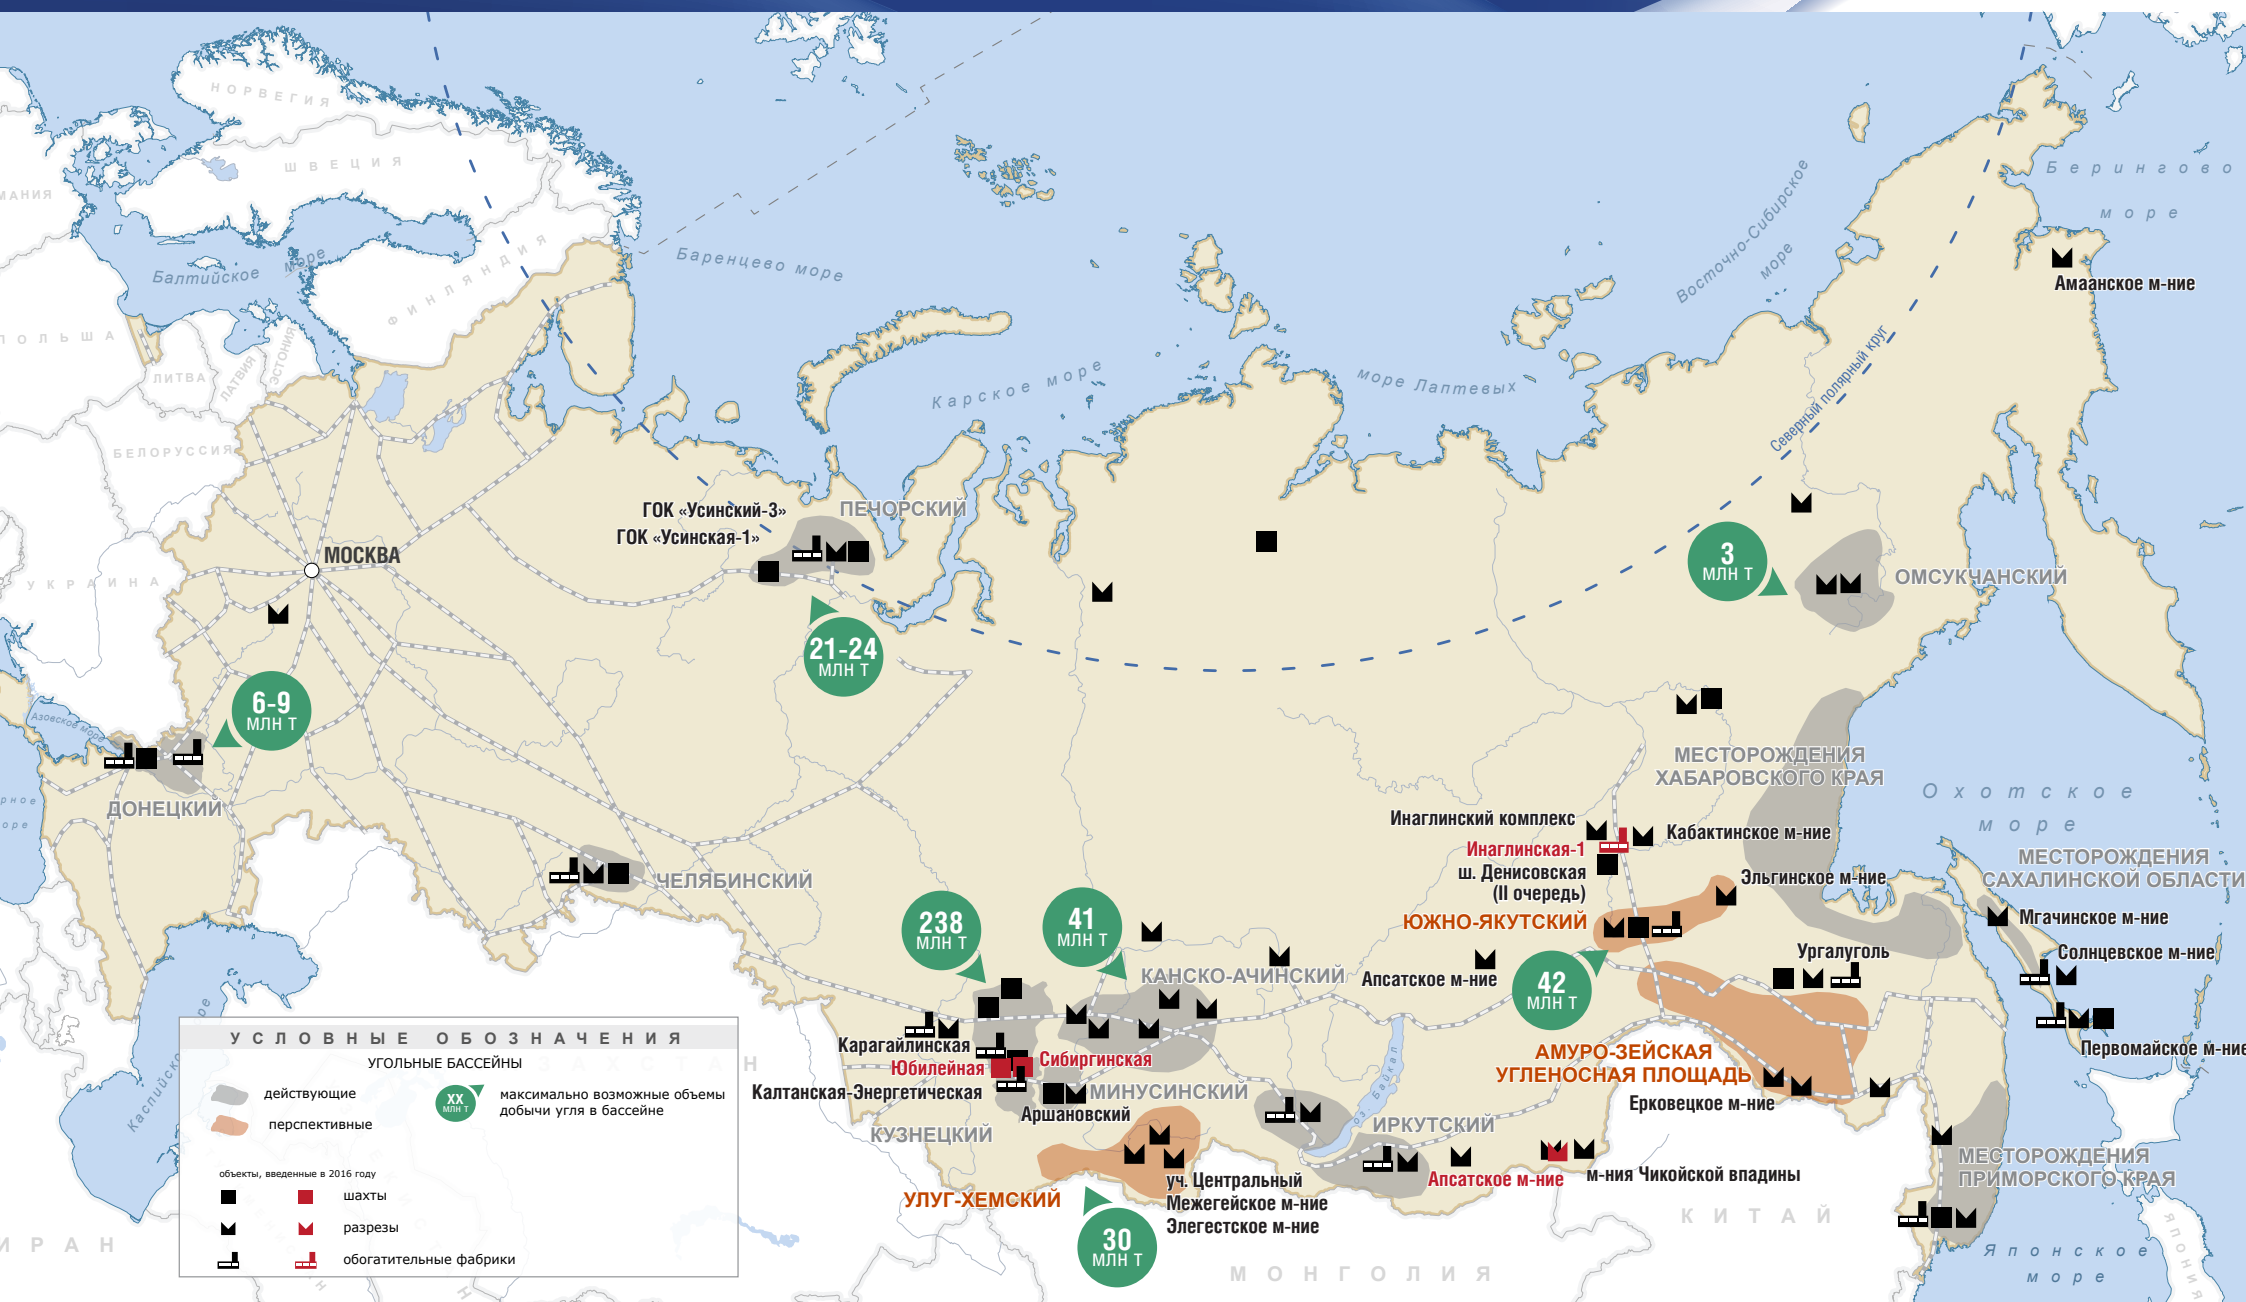 НОРВЕГИЯ
ШВЕЦИЯ
ФИНЛЯНДИЯ
МАНИЯ
Балтийское море
Баренцево море
Карское море
море Лаптевых
Восточно-Сибирское
море
Берингово
море
Северный полярный круг
Амаанское м-ние
ПОЛЬША
ЛИТВА
ЛАТВИЯ
ЭСТОНИЯ
БЕЛОРУССИЯ
УКРАИНА
МОСКВА
ГОК «Усинский-3»
ГОК «Усинская-1»
ПЕЧОРСКИЙ
21-24
МЛН Т
3
МЛН Т
ОМСУКЧАНСКИЙ
6-9
МЛН Т
Азовское море
ДОНЕЦКИЙ
ЧЕЛЯБИНСКИЙ
МЕСТОРОЖДЕНИЯ
ХАБАРОВСКОГО КРАЯ
Охотское
море
Инаглинский комплекс
Кабактинское м-ние
Инаглинская-1
ш. Денисовская
(II очередь)
Эльгинское м-ние
ЮЖНО-ЯКУТСКИЙ
МЕСТОРОЖДЕНИЯ
САХАЛИНСКОЙ ОБЛАСТИ
Мгачинское м-ние
Солнцевское м-ние
Первомайское м-ние
Ургалуголь
238
МЛН Т
41
МЛН Т
42
МЛН Т
КАНСКО-АЧИНСКИЙ
Апсатское м-ние
Карагайлинская
Юбилейная
Сибиргинская
Калтанская-Энергетическая
Аршановский
МИНУСИНСКИЙ
КУЗНЕЦКИЙ
АМУРО-ЗЕЙСКАЯ
УГЛЕНОСНАЯ ПЛОЩАДЬ
Ерковецкое м-ние
оз. Байкал
ИРКУТСКИЙ
Апсатское м-ние
м-ния Чикойской впадины
УЛУГ-ХЕМСКИЙ
уч. Центральный
Межегейское м-ние
Элегестское м-ние
30
МЛН Т
МЕСТОРОЖДЕНИЯ
ПРИМОРСКОГО КРАЯ
КИТАЙ
МОНГОЛИЯ
Японское
море
ЯПОНИЯ
Каспийское море
ИРАН
КАЗАХСТАН
УСЛОВНЫЕ ОБОЗНАЧЕНИЯ
УГОЛЬНЫЕ БАССЕЙНЫ
действующие
перспективные
XX
МЛН Т
максимально возможные объемы
добычи угля в бассейне
объекты, введенные в 2016 году
шахты
разрезы
обогатительные фабрики